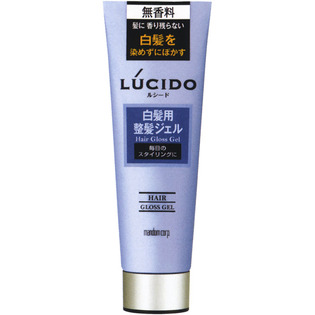 無香料
髪に 香り残らない
白髪を
染めずにぼかす
LÚCIDO
ルシード
白髪用
整髪ジェル
Hair Gloss Gel
毎日の
スタイリングに
HAIR
GLOSS GEL
mandom corp.